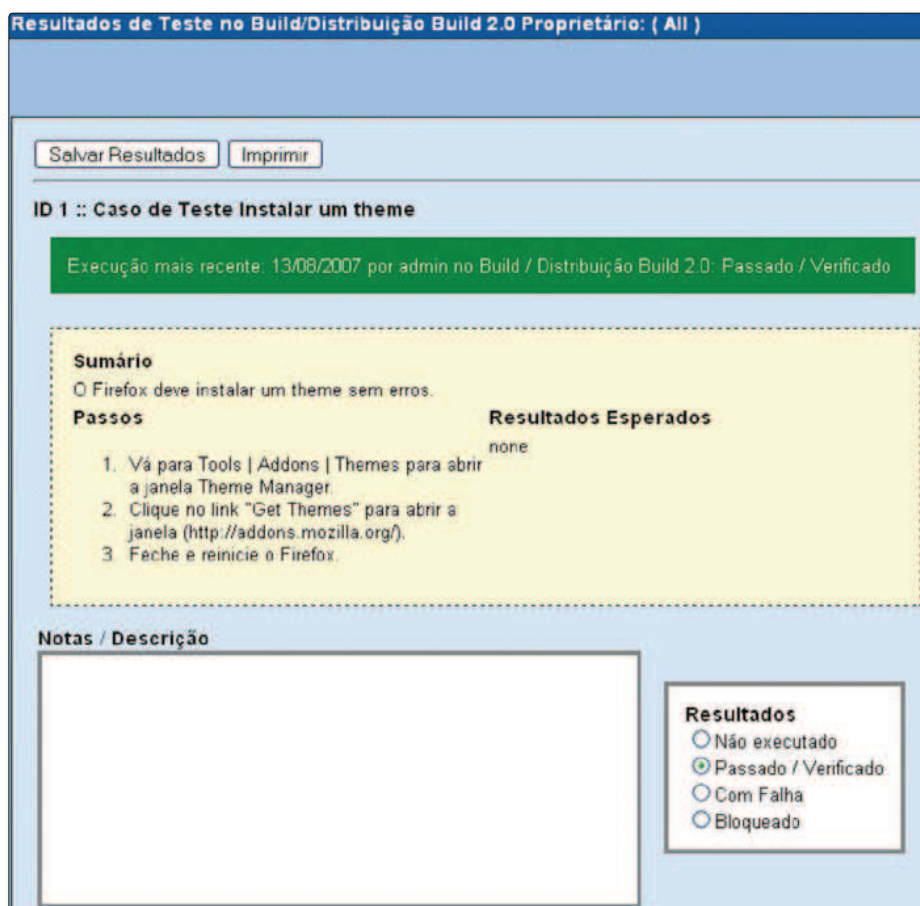 Resultados de Teste no Build/Distribuição Build 2.0 Proprietário: ( All )
Salvar Resultados
Imprimir
ID 1 :: Caso de Teste Instalar um theme
Execução mais recente: 13/08/2007 por admin no Build / Distribuição Build 2.0: Passado / Verificado
Sumário
O Firefox deve instalar um theme sem erros.
Passos
1. Vá para Tools | Addons | Themes para abrir
a janela Theme Manager.
2. Clique no link "Get Themes" para abrir a
janela (http://addons.mozilla.org/).
3. Feche e reinicie o Firefox.
Resultados Esperados
none
Notas / Descrição
Resultados
Não executado
Passado / Verificado
Com Falha
Bloqueado